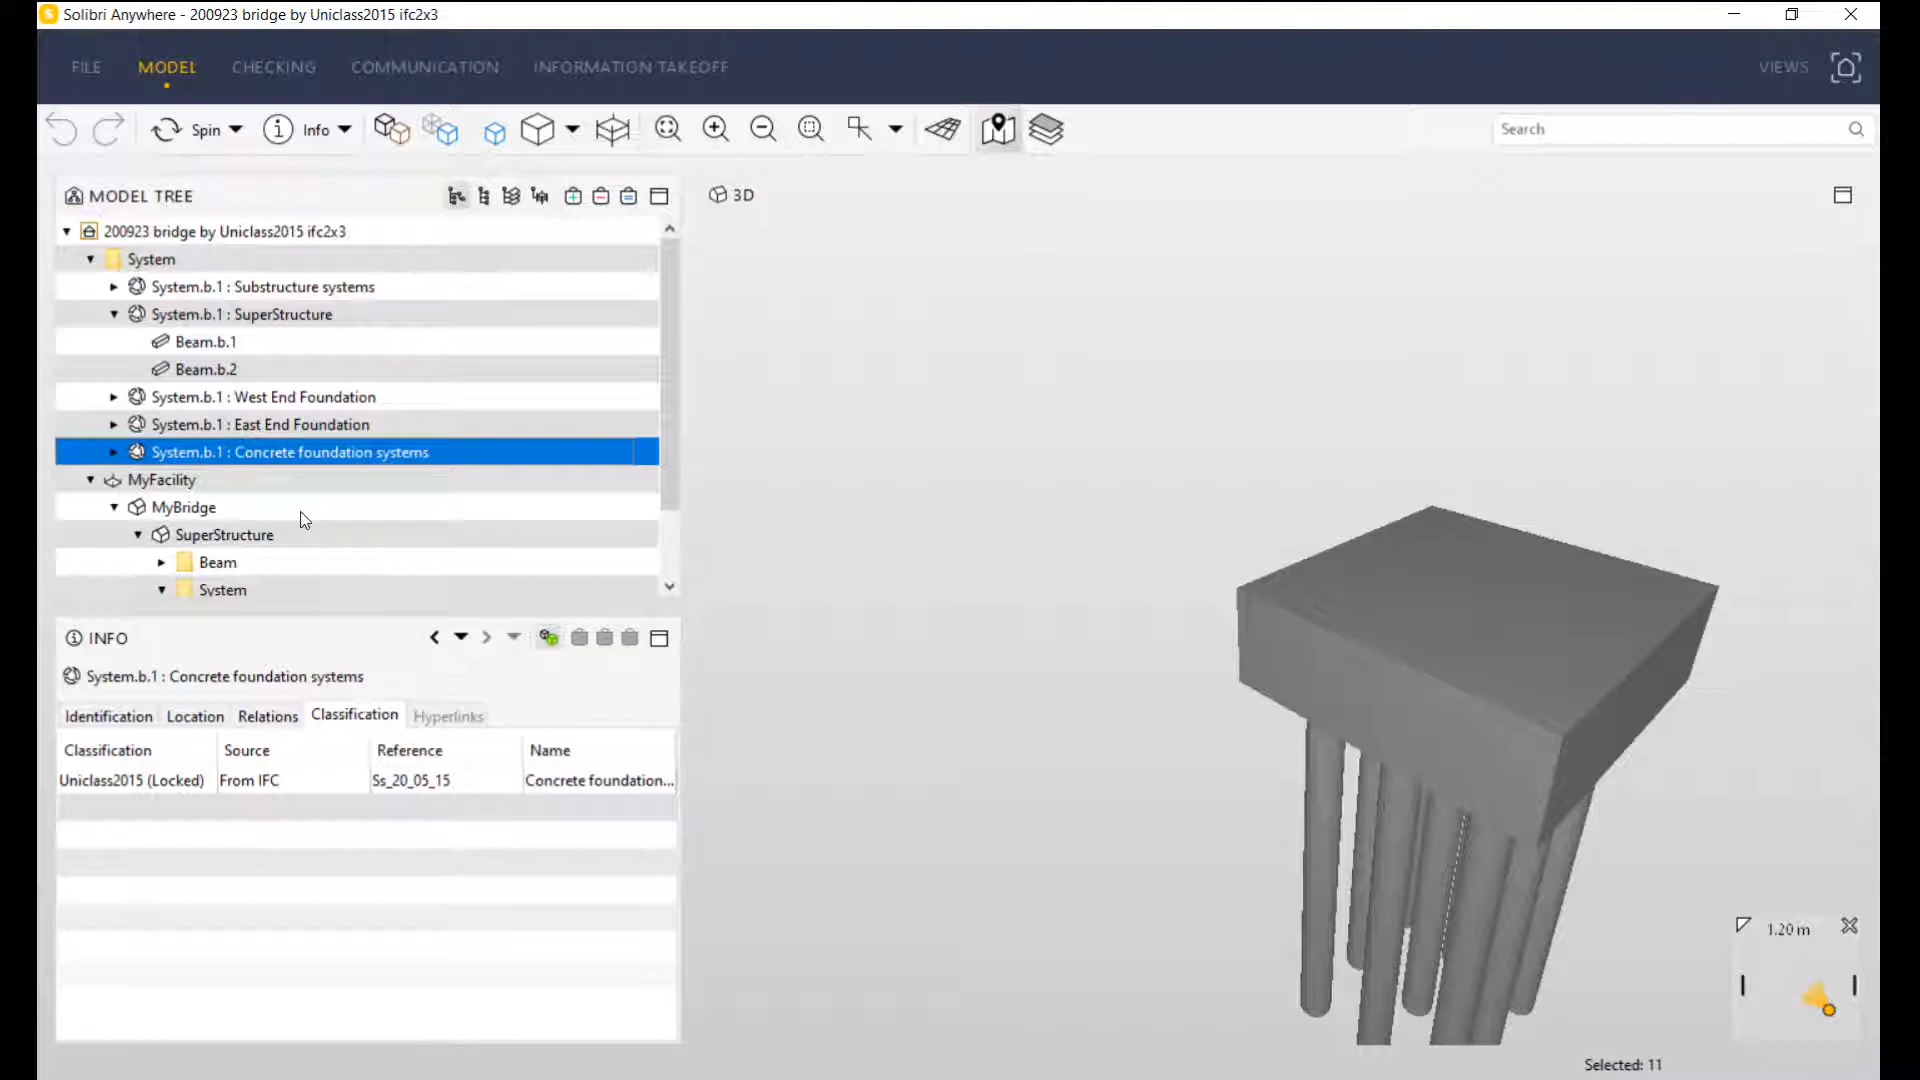 Solibri Anywhere - 200923 bridge by Uniclass2015 ifc2x3
FILE MODEL CHECKING COMMUNICATION INFORMATION TAKEOFF VIEWS
Spin Info Search
MODEL TREE
3D
200923 bridge by Uniclass2015 ifc2x3
System
System.b.1 : Substructure systems
System.b.1 : SuperStructure
Beam.b.1
Beam.b.2
System.b.1 : West End Foundation
System.b.1 : East End Foundation
System.b.1 : Concrete foundation systems
MyFacility
MyBridge
SuperStructure
Beam
System
INFO
System.b.1 : Concrete foundation systems
Identification Location Relations Classification Hyperlinks
Classification Source Reference Name
Uniclass2015 (Locked) From IFC Ss_20_05_15 Concrete foundation...
1.20 m
Selected: 11